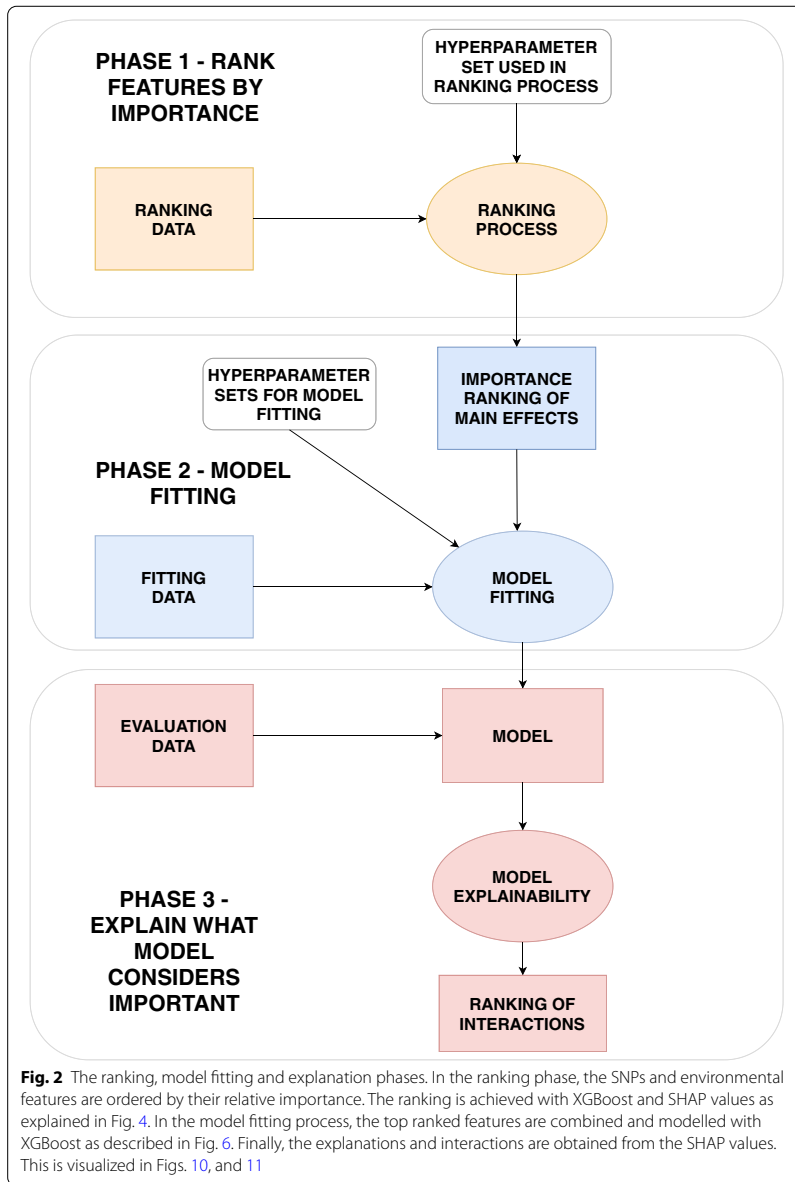 PHASE 1 - RANK
FEATURES BY
IMPORTANCE
HYPERPARAMETER
SET USED IN
RANKING PROCESS
RANKING
DATA
RANKING
PROCESS
HYPERPARAMETER
SETS FOR MODEL
FITTING
IMPORTANCE
RANKING OF
MAIN EFFECTS
PHASE 2 - MODEL
FITTING
FITTING
DATA
MODEL
FITTING
EVALUATION
DATA
MODEL
MODEL
EXPLAINABILITY
PHASE 3 -
EXPLAIN WHAT
MODEL
CONSIDERS
IMPORTANT
RANKING OF
INTERACTIONS
Fig. 2 The ranking, model fitting and explanation phases. In the ranking phase, the SNPs and environmental
features are ordered by their relative importance. The ranking is achieved with XGBoost and SHAP values as
explained in Fig. 4. In the model fitting process, the top ranked features are combined and modelled with
XGBoost as described in Fig. 6. Finally, the explanations and interactions are obtained from the SHAP values.
This is visualized in Figs. 10, and 11